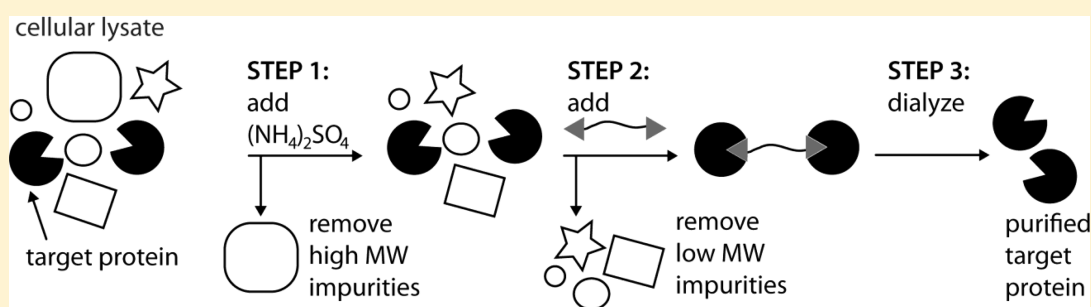 cellular lysate
target protein
STEP 1:
add
(NH₄)₂SO₄
remove
high MW
impurities
STEP 2:
add
remove
low MW
impurities
STEP 3:
dialyze
purified
target
protein